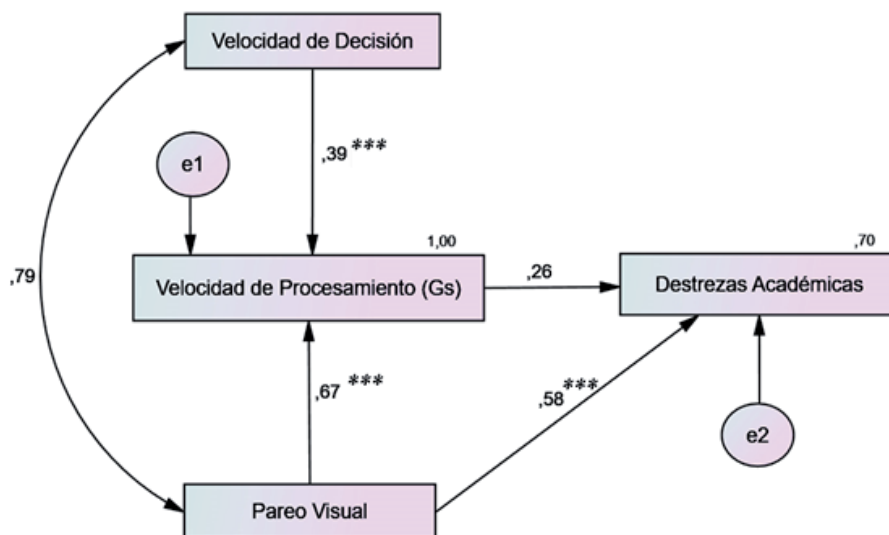 Velocidad de Decisión
,39 ***
e1
1,00
,70
,79
Velocidad de Procesamiento (Gs)
,26
Destrezas Académicas
,67 ***
,58 ***
e2
Pareo Visual